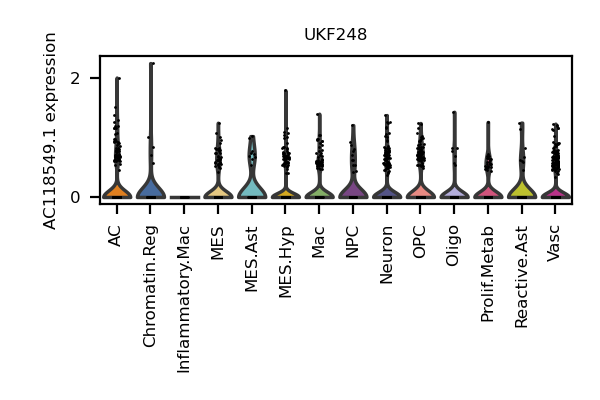 UKF248
AC118549.1 expression
2
0
AC
Chromatin.Reg
Inflammatory.Mac
MES
MES.Ast
MES.Hyp
Mac
NPC
Neuron
OPC
Oligo
Prolif.Metab
Reactive.Ast
Vasc